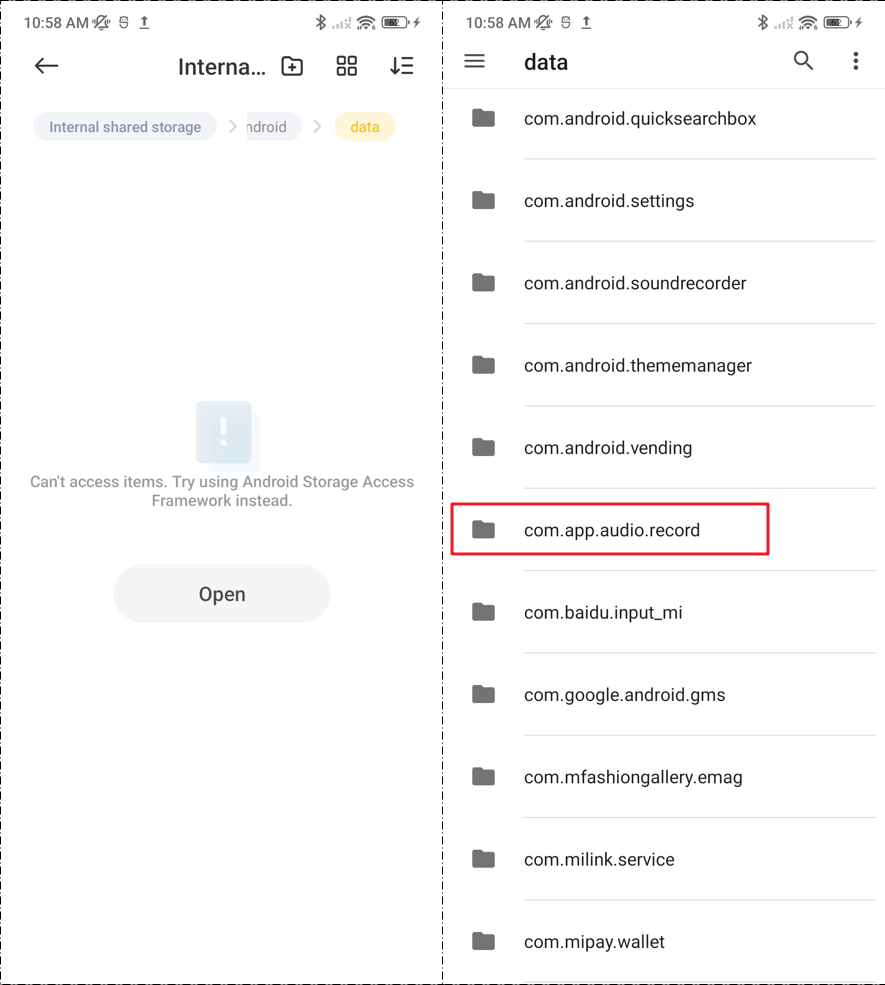 10:58 AM
62
Interna...
Internal shared storage
ndroid
data
Can't access items. Try using Android Storage Access
Framework instead.
Open
10:58 AM
62
data
com.android.quicksearchbox
com.android.settings
com.android.soundrecorder
com.android.thememanager
com.android.vending
com.app.audio.record
com.baidu.input_mi
com.google.android.gms
com.mfashiongallery.emag
com.milink.service
com.mipay.wallet